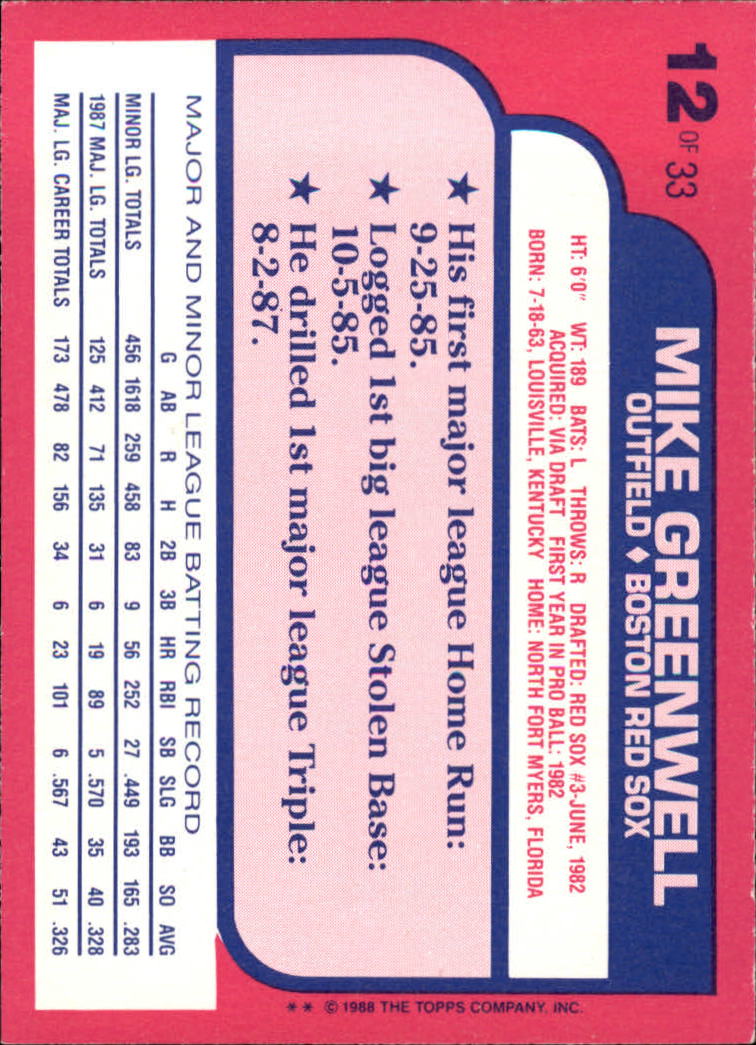 12 OF 33
MIKE GREENWELL
OUTFIELD ♦ BOSTON RED SOX
HT: 6'0" WT: 189 BATS: L THROWS: R DRAFTED: RED SOX #3-JUNE, 1982
ACQUIRED: VIA DRAFT FIRST YEAR IN PRO BALL: 1982
BORN: 7-18-63, LOUISVILLE, KENTUCKY HOME: NORTH FORT MYERS, FLORIDA
★ His first major league Home Run:
9-25-85.
★ Logged 1st big league Stolen Base:
10-5-85.
★ He drilled 1st major league Triple:
8-2-87.
MAJOR AND MINOR LEAGUE BATTING RECORD
G AB R H 2B 3B HR RBI SB SLG BB SO AVG
MINOR LG. TOTALS 456 1618 259 458 83 9 56 252 27 .449 193 165 .283
1987 MAJ. LG. TOTALS 125 412 71 135 31 6 19 89 5 .570 35 40 .328
MAJ. LG. CAREER TOTALS 173 478 82 156 34 6 23 101 6 .567 43 51 .326
** © 1988 THE TOPPS COMPANY, INC.